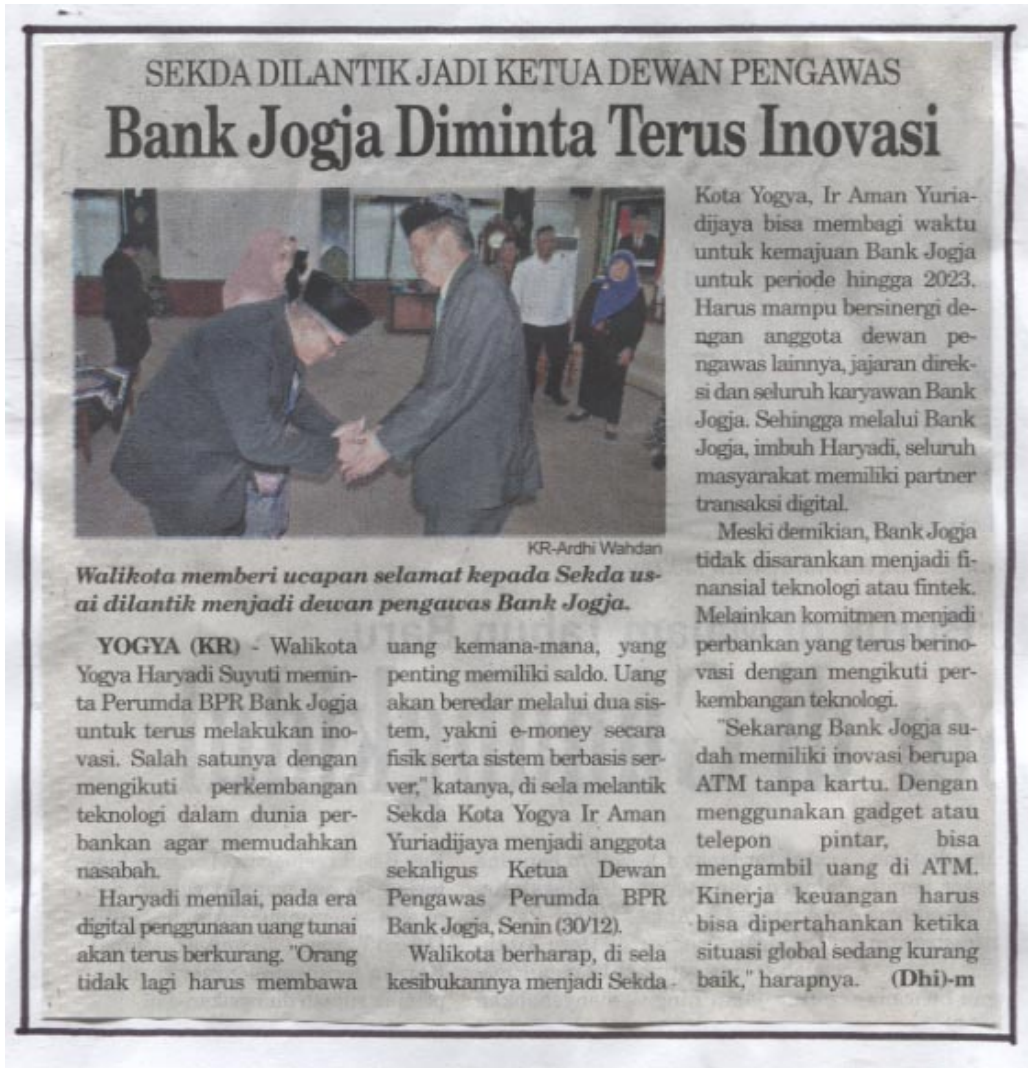 SEKDA DILANTIK JADI KETUA DEWAN PENGAWAS
Bank Jogja Diminta Terus Inovasi
KR-Ardhi Wahdan
Walikota memberi ucapan selamat kepada Sekda us-
ai dilantik menjadi dewan pengawas Bank Jogja.
YOGYA (KR) - Walikota
Yogya Haryadi Suyuti memin-
ta Perumda BPR Bank Jogja
untuk terus melakukan ino-
vasi. Salah satunya dengan
mengikuti perkembangan
teknologi dalam dunia per-
bankan agar memudahkan
nasabah.
Haryadi menilai, pada era
digital penggunaan uang tunai
akan terus berkurang. "Orang
tidak lagi harus membawa
uang kemana-mana, yang
penting memiliki saldo. Uang
akan beredar melalui dua sis-
tem, yakni e-money secara
fisik serta sistem berbasis ser-
ver," katanya, di sela melantik
Sekda Kota Yogya Ir Aman
Yuriadijaya menjadi anggota
sekaligus Ketua Dewan
Pengawas Perumda BPR
Bank Jogja, Senin (30/12).
Walikota berharap, di sela
kesibukannya menjadi Sekda
Kota Yogya, Ir Aman Yuria-
dijaya bisa membagi waktu
untuk kemajuan Bank Jogja
untuk periode hingga 2023.
Harus mampu bersinergi de-
ngan anggota dewan pe-
ngawas lainnya, jajaran direk-
si dan seluruh karyawan Bank
Jogja. Sehingga melalui Bank
Jogja, imbuh Haryadi, seluruh
masyarakat memiliki partner
transaksi digital.
Meski demikian, Bank Jogja
tidak disarankan menjadi fi-
nansial teknologi atau fintek.
Melainkan komitmen menjadi
perbankan yang terus berino-
vasi dengan mengikuti per-
kembangan teknologi.
"Sekarang Bank Jogja su-
dah memiliki inovasi berupa
ATM tanpa kartu. Dengan
menggunakan gadget atau
telepon pintar, bisa
mengambil uang di ATM.
Kinerja keuangan harus
bisa dipertahankan ketika
situasi global sedang kurang
baik," harapnya. (Dhi)-m